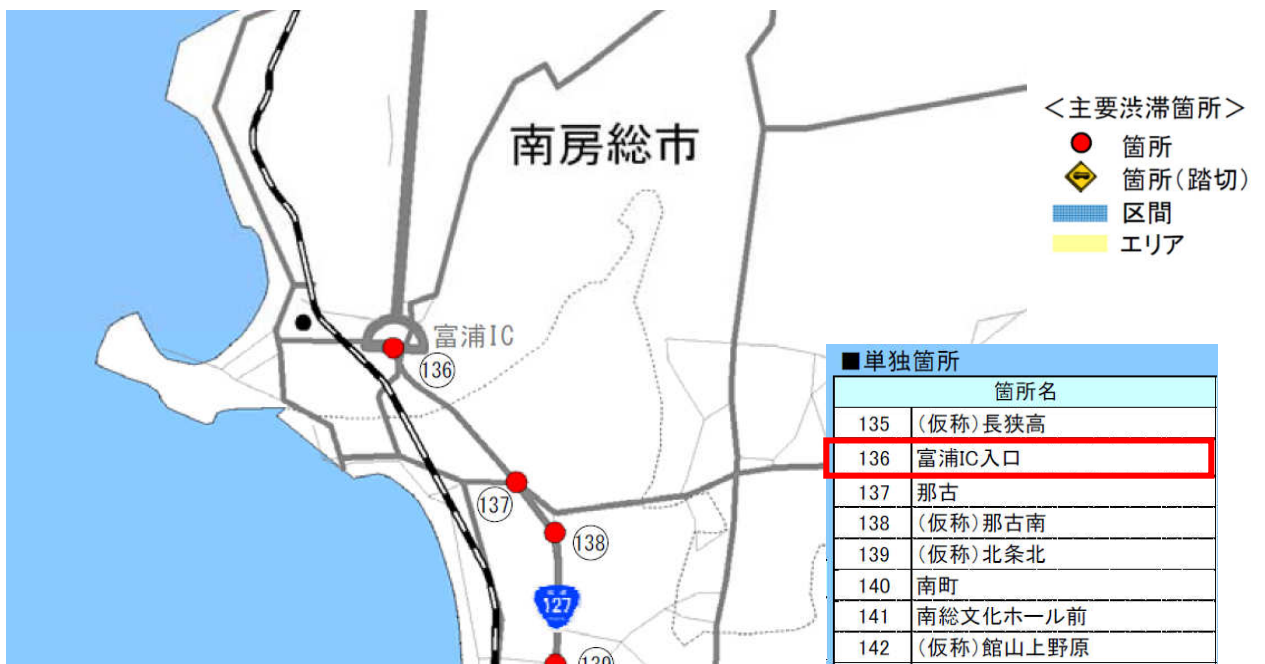 南房総市
＜主要渋滞箇所＞
箇所
箇所（踏切）
区間
エリア
富浦IC
136
137
138
127
139
■単独箇所
箇所名
135 （仮称）長狭高
136 富浦IC入口
137 那古
138 （仮称）那古南
139 （仮称）北条北
140 南町
141 南総文化ホール前
142 （仮称）館山上野原